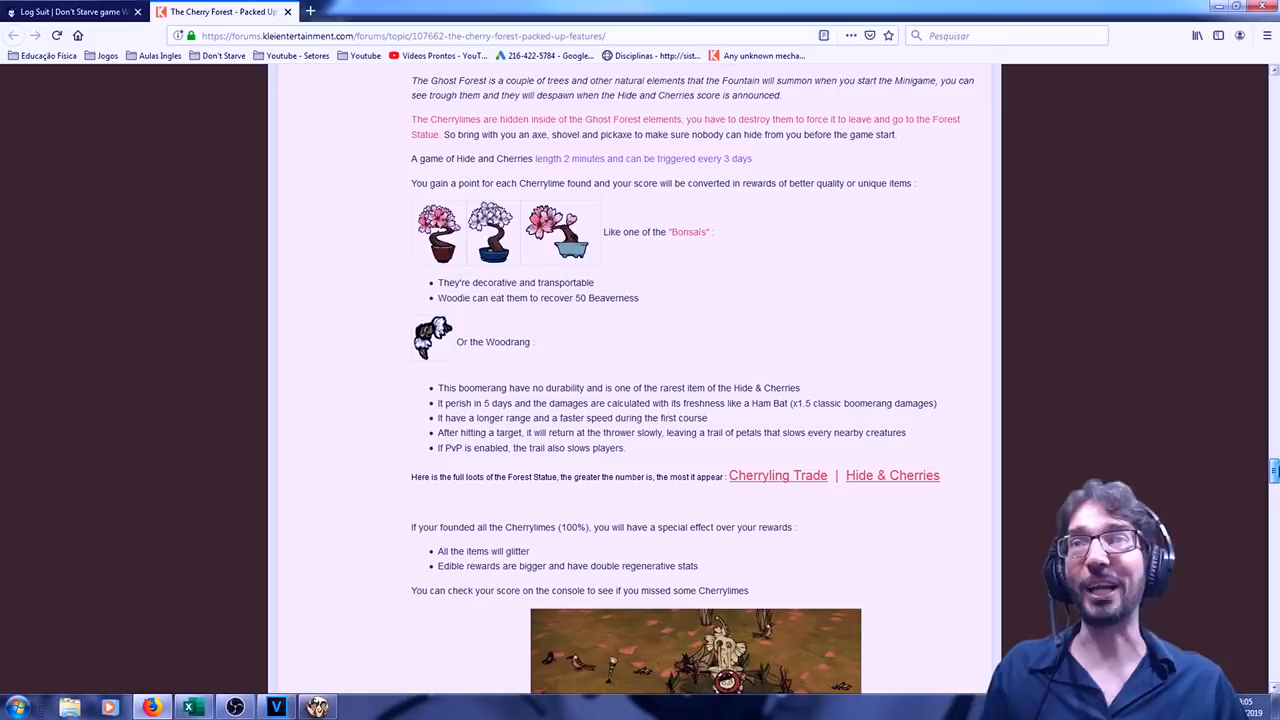 Log Suit | Don't Starve game W
The Cherry Forest - Packed Up
https://forums.kleientertainment.com/forums/topic/107662-the-cherry-forest-packed-up-features/
Pesquisar
Educação Física
Jogos
Aulas Ingles
Don't Starve
Youtube - Setores
Youtube
Vídeos Prontos - YouT...
216-422-5784 - Google...
Disciplinas - http://sist...
Any unknown mecha...
The Ghost Forest is a couple of trees and other natural elements that the Fountain will summon when you start the Minigame, you can
see trough them and they will despawn when the Hide and Cherries score is announced.
The Cherrylimes are hidden inside of the Ghost Forest elements, you have to destroy them to force it to leave and go to the Forest
Statue. So bring with you an axe, shovel and pickaxe to make sure nobody can hide from you before the game start.
A game of Hide and Cherries length 2 minutes and can be triggered every 3 days.
You gain a point for each Cherrylime found and your score will be converted in rewards of better quality or unique items :
Like one of the "Bonsaïs" :
They're decorative and transportable
Woodie can eat them to recover 50 Beaverness
Or the Woodrang :
This boomerang have no durability and is one of the rarest item of the Hide & Cherries
It perish in 5 days and the damages are calculated with its freshness like a Ham Bat (x1.5 classic boomerang damages)
It have a longer range and a faster speed during the first course
After hitting a target, it will return at the thrower slowly, leaving a trail of petals that slows every nearby creatures
If PvP is enabled, the trail also slows players.
Here is the full loots of the Forest Statue, the greater the number is, the most it appear : Cherryling Trade | Hide & Cherries
If your founded all the Cherrylimes (100%), you will have a special effect over your rewards :
All the items will glitter
Edible rewards are bigger and have double regenerative stats
You can check your score on the console to see if you missed some Cherrylimes
:05
2019